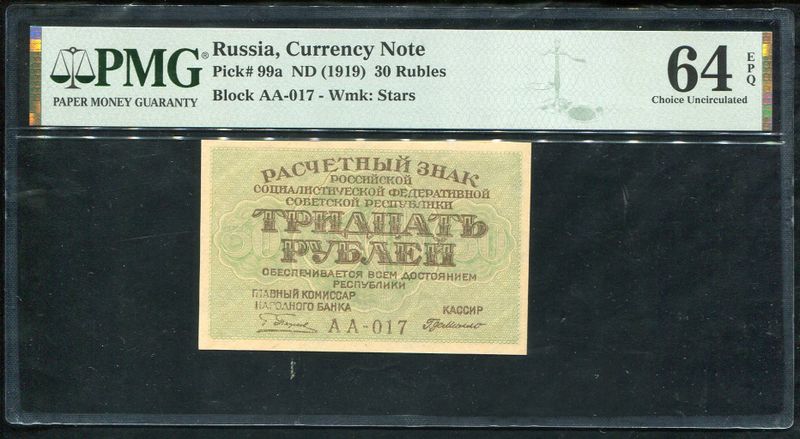 PMG®
PAPER MONEY GUARANTY
Russia, Currency Note
Pick# 99a ND (1919) 30 Rubles
Block AA-017 - Wmk: Stars
64 EPQ
Choice Uncirculated
РАСЧЕТНЫЙ ЗНАК
РОССИЙСКОЙ
СОЦИАЛИСТИЧЕСКОЙ ФЕДЕРАТИВНОЙ
СОВЕТСКОЙ РЕСПУБЛИКИ
ТРИДЦАТЬ
РУБЛЕЙ
ОБЕСПЕЧИВАЕТСЯ ВСЕМ ДОСТОЯНИЕМ
РЕСПУБЛИКИ
ГЛАВНЫЙ КОМИССАР
НАРОДНОГО БАНКА
КАССИР
АА-017